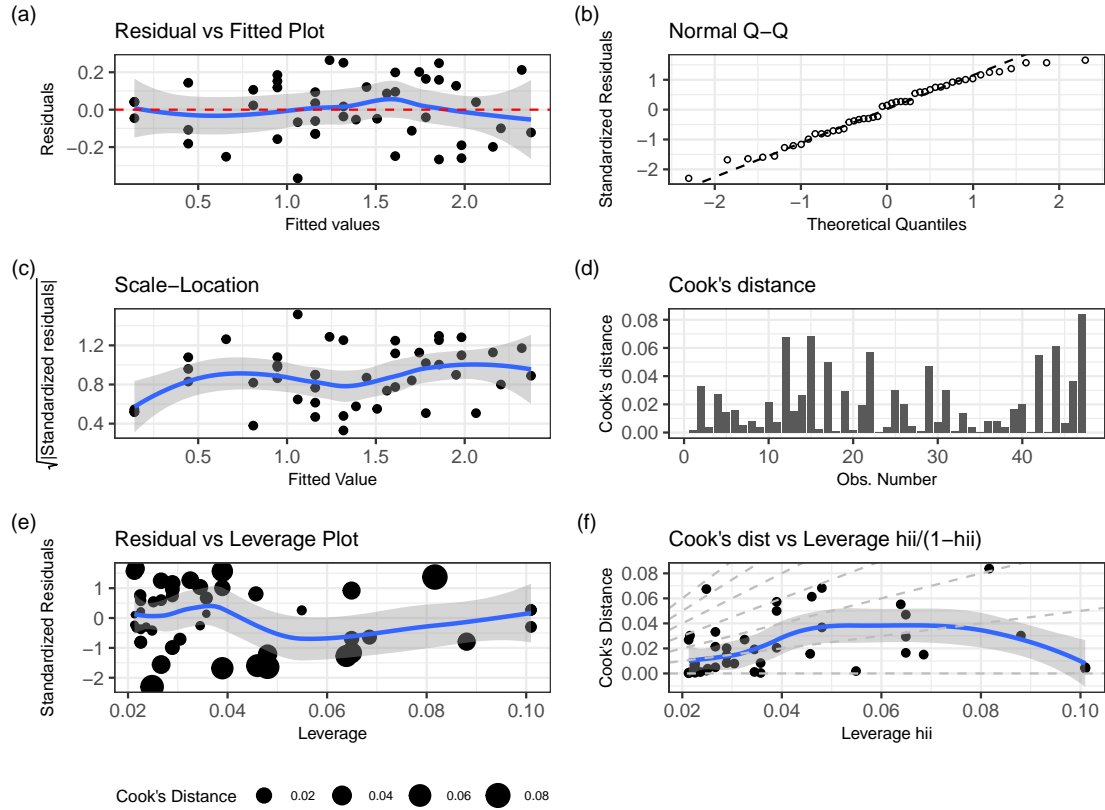 (a)
Residual vs Fitted Plot
Residuals
0.2
0.0
−0.2
0.5 1.0 1.5 2.0
Fitted values
(b)
Normal Q−Q
Standardized Residuals
1
0
−1
−2
−2 −1 0 1 2
Theoretical Quantiles
(c)
Scale−Location
√|Standardized residuals|
1.2
0.8
0.4
0.5 1.0 1.5 2.0
Fitted Value
(d)
Cook's distance
Cook's distance
0.08
0.06
0.04
0.02
0.00
0 10 20 30 40
Obs. Number
(e)
Residual vs Leverage Plot
Standardized Residuals
1
0
−1
−2
0.02 0.04 0.06 0.08 0.10
Leverage
(f)
Cook's dist vs Leverage hii/(1−hii)
Cook's Distance
0.08
0.06
0.04
0.02
0.00
0.02 0.04 0.06 0.08 0.10
Leverage hii
Cook's Distance 0.02 0.04 0.06 0.08